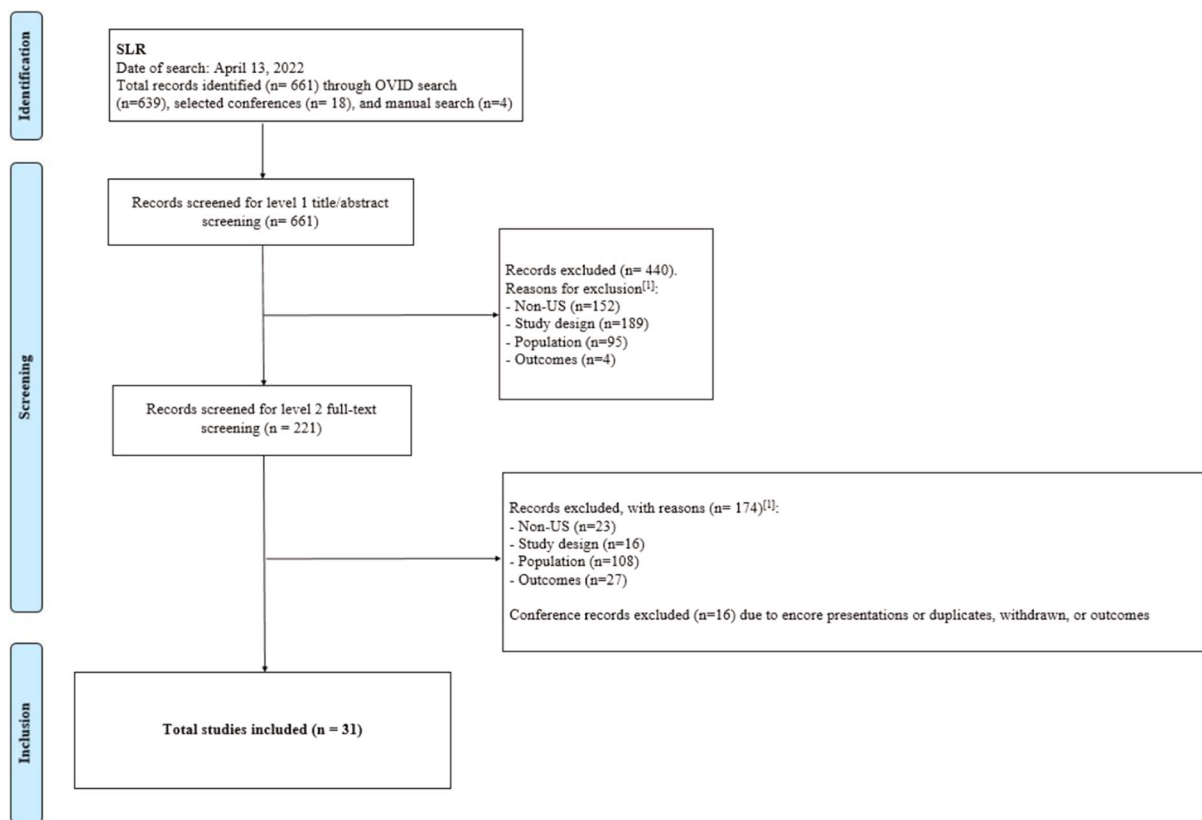 Identification
SLR
Date of search: April 13, 2022
Total records identified (n= 661) through OVID search
(n=639), selected conferences (n= 18), and manual search (n=4)
Screening
Records screened for level 1 title/abstract
screening (n= 661)
Records excluded (n= 440).
Reasons for exclusion[1]:
- Non-US (n=152)
- Study design (n=189)
- Population (n=95)
- Outcomes (n=4)
Records screened for level 2 full-text
screening (n = 221)
Records excluded, with reasons (n= 174)[1]:
- Non-US (n=23)
- Study design (n=16)
- Population (n=108)
- Outcomes (n=27)
Conference records excluded (n=16) due to encore presentations or duplicates, withdrawn, or outcomes
Inclusion
Total studies included (n = 31)